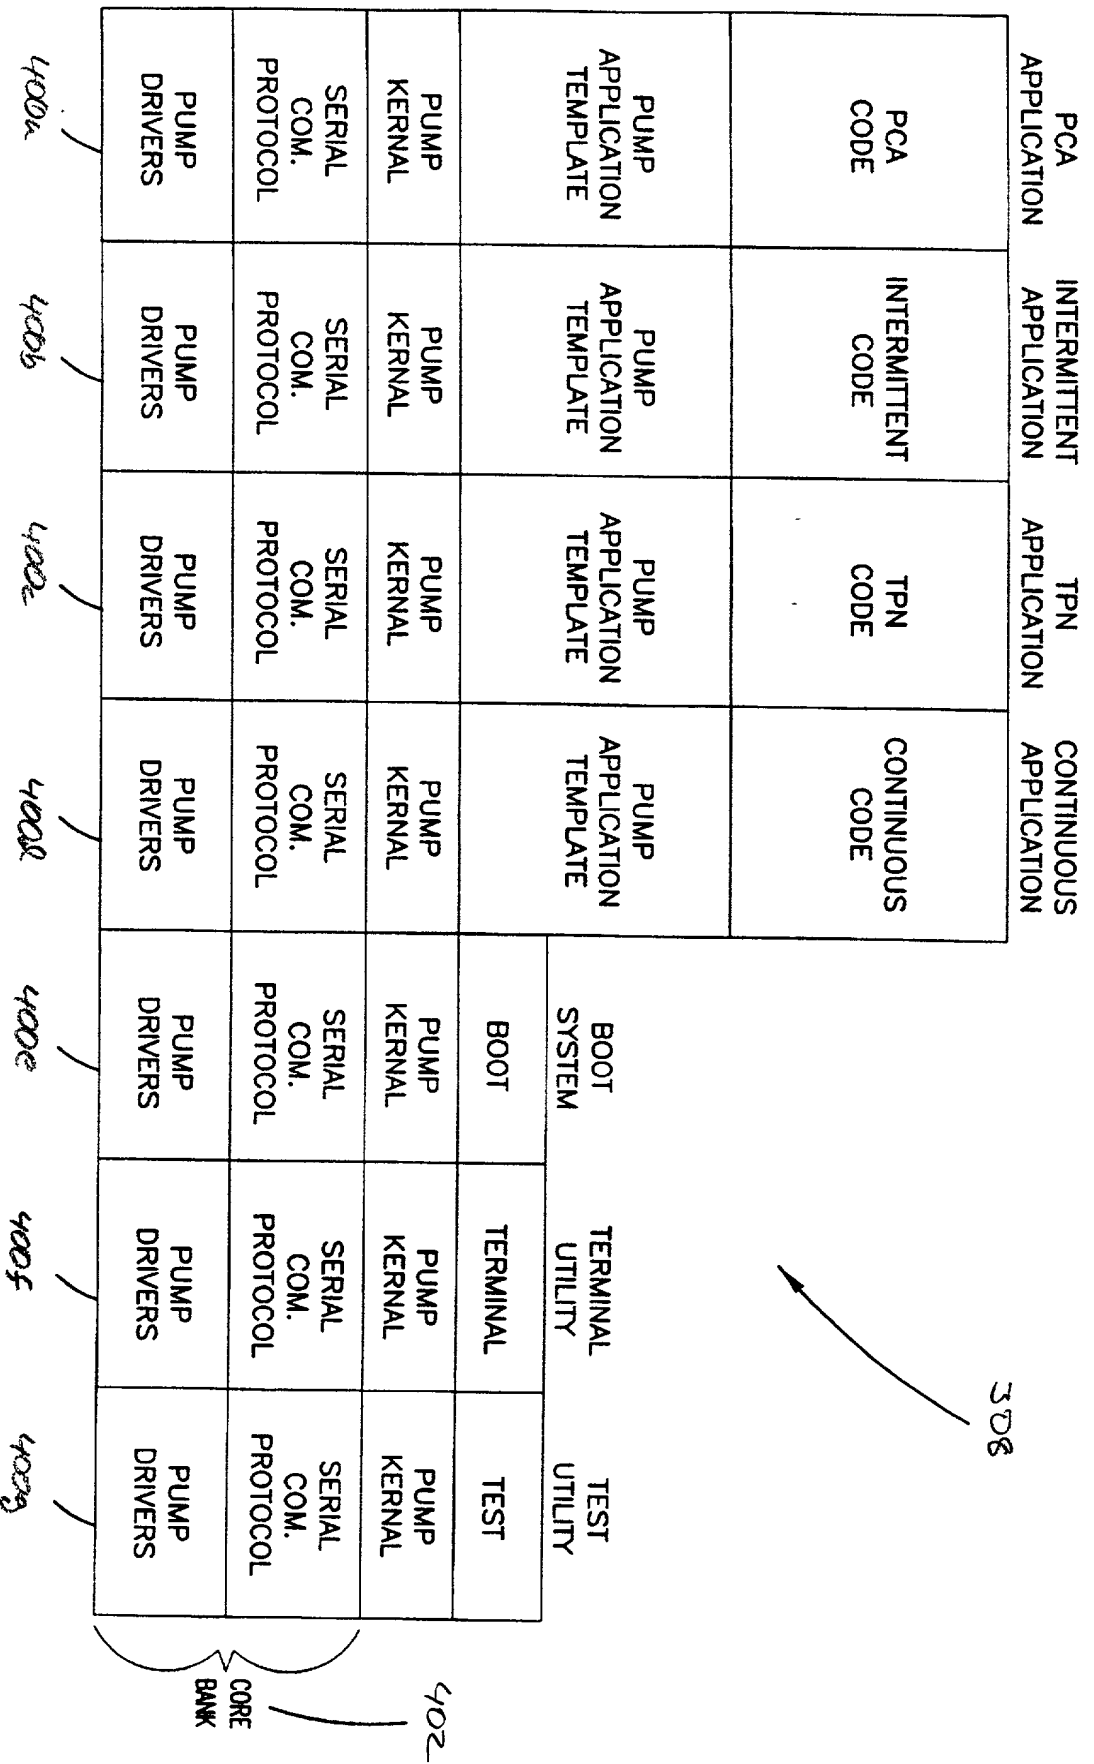 PCA
APPLICATION
INTERMITTENT
APPLICATION
TPN
APPLICATION
CONTINUOUS
APPLICATION
PCA
CODE
INTERMITTENT
CODE
TPN
CODE
CONTINUOUS
CODE
308
BOOT
SYSTEM
TERMINAL
UTILITY
TEST
UTILITY
PUMP
APPLICATION
TEMPLATE
PUMP
APPLICATION
TEMPLATE
PUMP
APPLICATION
TEMPLATE
PUMP
APPLICATION
TEMPLATE
BOOT
TERMINAL
TEST
PUMP
KERNAL
PUMP
KERNAL
PUMP
KERNAL
PUMP
KERNAL
PUMP
KERNAL
PUMP
KERNAL
PUMP
KERNAL
402
SERIAL
COM.
PROTOCOL
SERIAL
COM.
PROTOCOL
SERIAL
COM.
PROTOCOL
SERIAL
COM.
PROTOCOL
SERIAL
COM.
PROTOCOL
SERIAL
COM.
PROTOCOL
SERIAL
COM.
PROTOCOL
CORE
BANK
PUMP
DRIVERS
PUMP
DRIVERS
PUMP
DRIVERS
PUMP
DRIVERS
PUMP
DRIVERS
PUMP
DRIVERS
PUMP
DRIVERS
400a
400b
400c
400d
400e
400f
400g